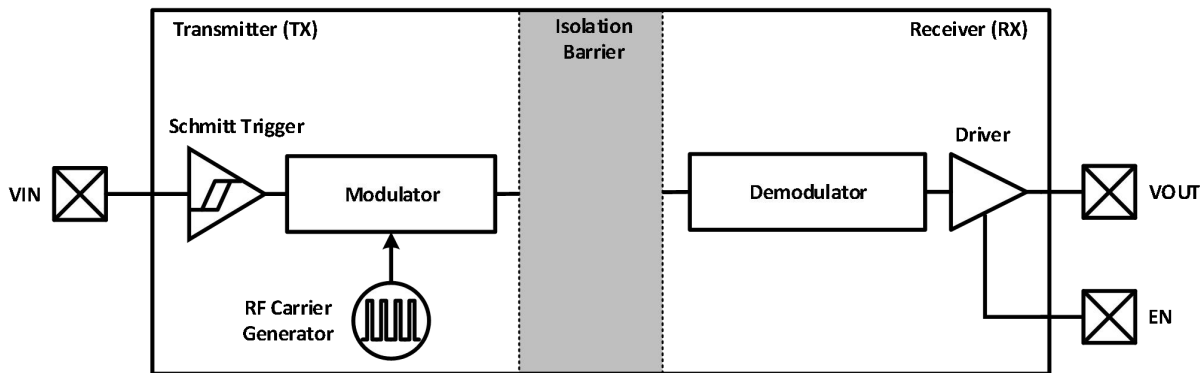 Transmitter (TX)
Isolation
Barrier
Receiver (RX)
Schmitt Trigger
Driver
VIN
Modulator
Demodulator
VOUT
RF Carrier
Generator
EN